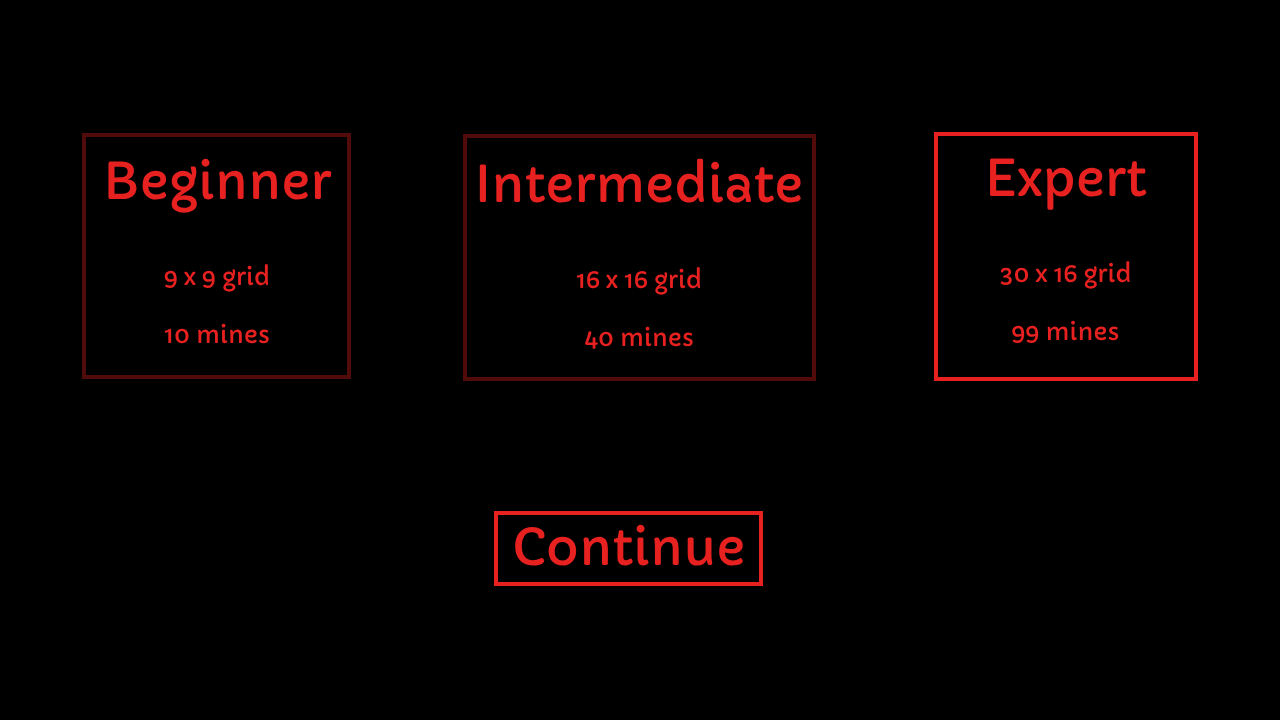 Beginner
9 x 9 grid
10 mines
Intermediate
16 x 16 grid
40 mines
Expert
30 x 16 grid
99 mines
Continue